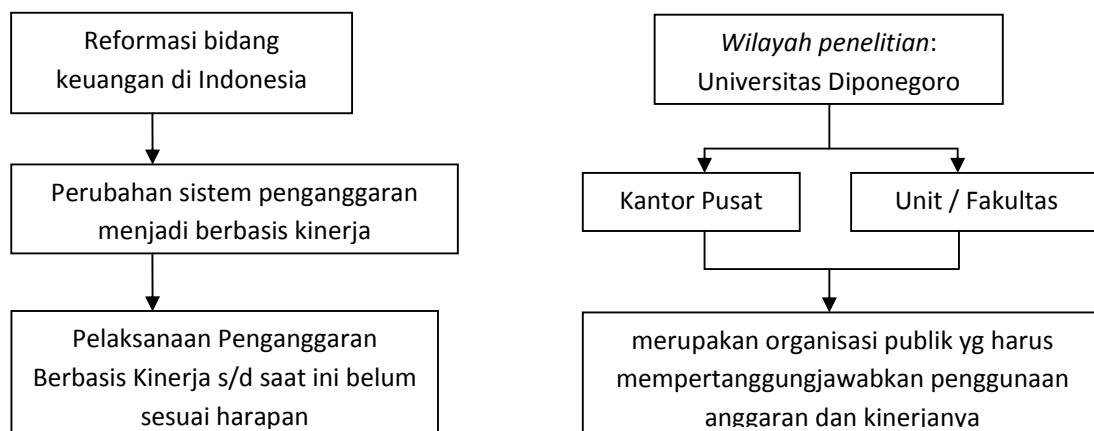 Reformasi bidang
keuangan di Indonesia
Perubahan sistem penganggaran
menjadi berbasis kinerja
Pelaksanaan Penganggaran
Berbasis Kinerja s/d saat ini belum
sesuai harapan
Wilayah penelitian:
Universitas Diponegoro
Kantor Pusat
Unit / Fakultas
merupakan organisasi publik yg harus
mempertanggungjawabkan penggunaan
anggaran dan kinerjanya